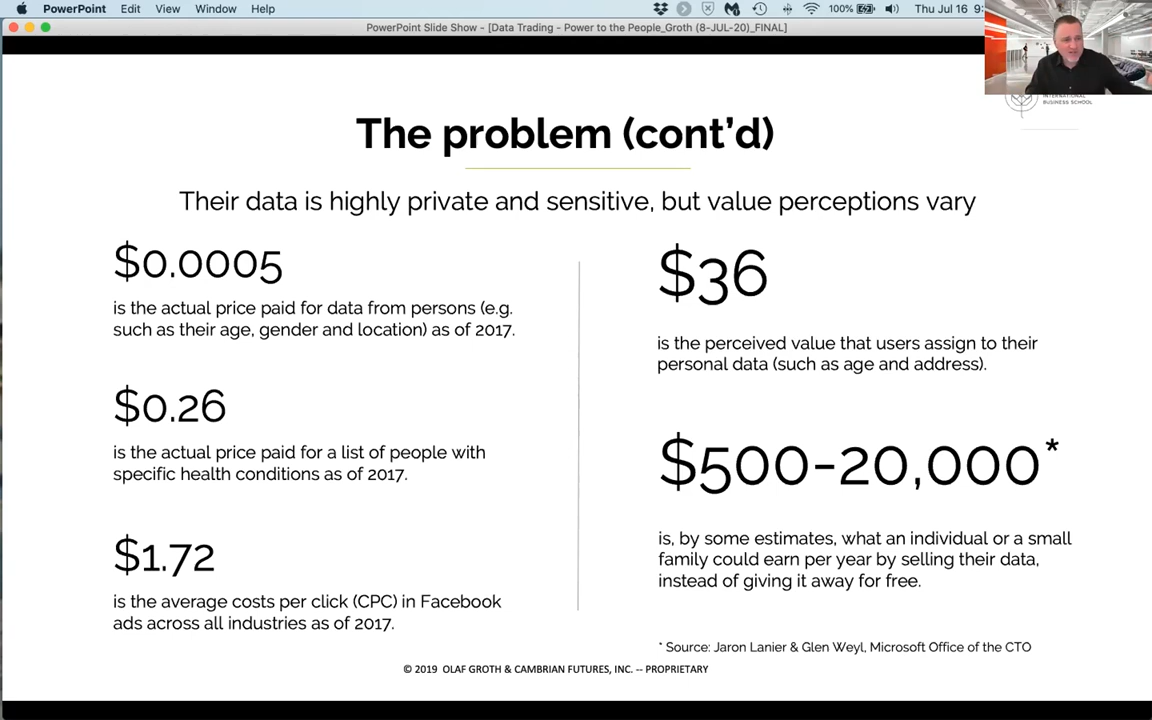 PowerPoint Edit View Window Help
100% Thu Jul 16 9:
PowerPoint Slide Show - [Data Trading - Power to the People_Groth (8-JUL-20)_FINAL]
INTERNATIONAL
BUSINESS SCHOOL
The problem (cont'd)
Their data is highly private and sensitive, but value perceptions vary
$0.0005
is the actual price paid for data from persons (e.g.
such as their age, gender and location) as of 2017.
$0.26
is the actual price paid for a list of people with
specific health conditions as of 2017.
$1.72
is the average costs per click (CPC) in Facebook
ads across all industries as of 2017.
$36
is the perceived value that users assign to their
personal data (such as age and address).
$500-20,000*
is, by some estimates, what an individual or a small
family could earn per year by selling their data,
instead of giving it away for free.
* Source: Jaron Lanier & Glen Weyl, Microsoft Office of the CTO
© 2019 OLAF GROTH & CAMBRIAN FUTURES, INC. -- PROPRIETARY